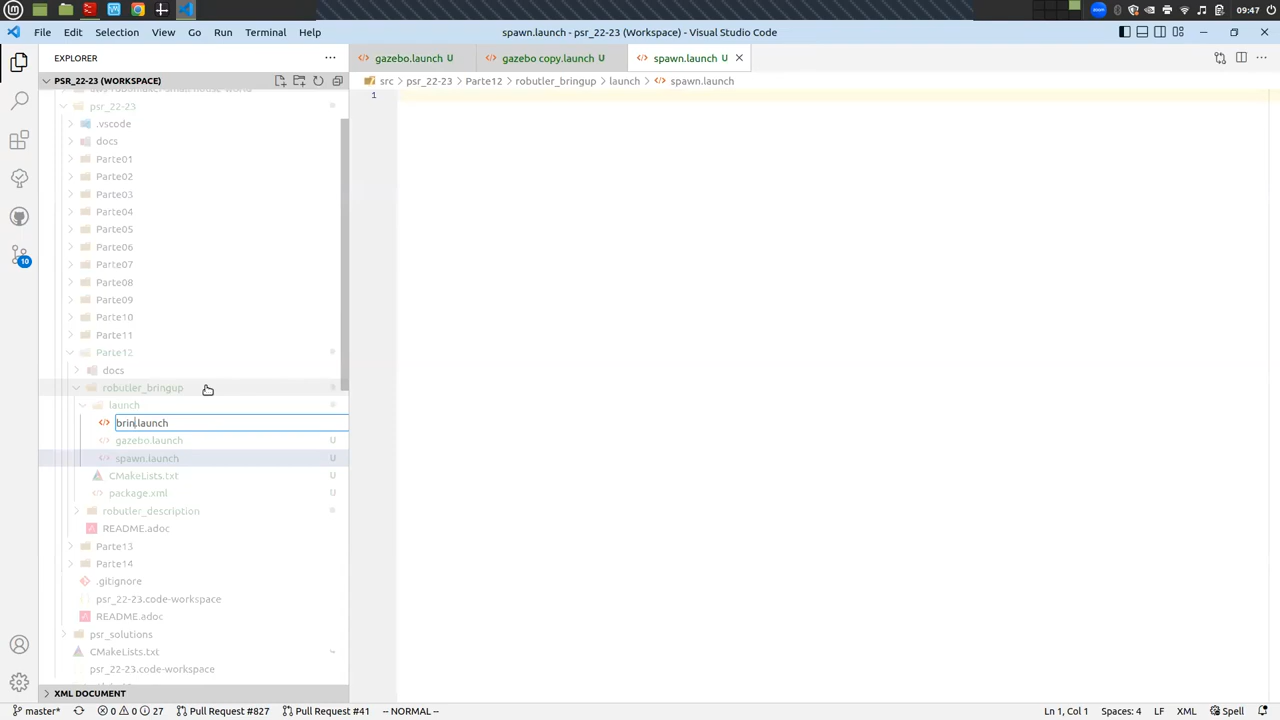 09:47
File Edit Selection View Go Run Terminal Help
spawn.launch - psr_22-23 (Workspace) - Visual Studio Code
EXPLORER
gazebo.launch U
gazebo copy.launch U
spawn.launch U
PSR_22-23 (WORKSPACE)
src > psr_22-23 > Parte12 > robutler_bringup > launch > spawn.launch
1
psr_22-23
.vscode
docs
Parte01
Parte02
Parte03
Parte04
Parte05
Parte06
Parte07
Parte08
Parte09
Parte10
Parte11
Parte12
docs
robutler_bringup
launch
brin.launch
gazebo.launch U
spawn.launch U
CMakeLists.txt U
package.xml U
robutler_description
README.adoc
Parte13
Parte14
.gitignore
psr_22-23.code-workspace
README.adoc
psr_solutions
CMakeLists.txt
psr_22-23.code-workspace
XML DOCUMENT
10
master* 0 0 27 Pull Request #827 Pull Request #41 -- NORMAL -- Ln 1, Col 1 Spaces: 4 LF XML Spell